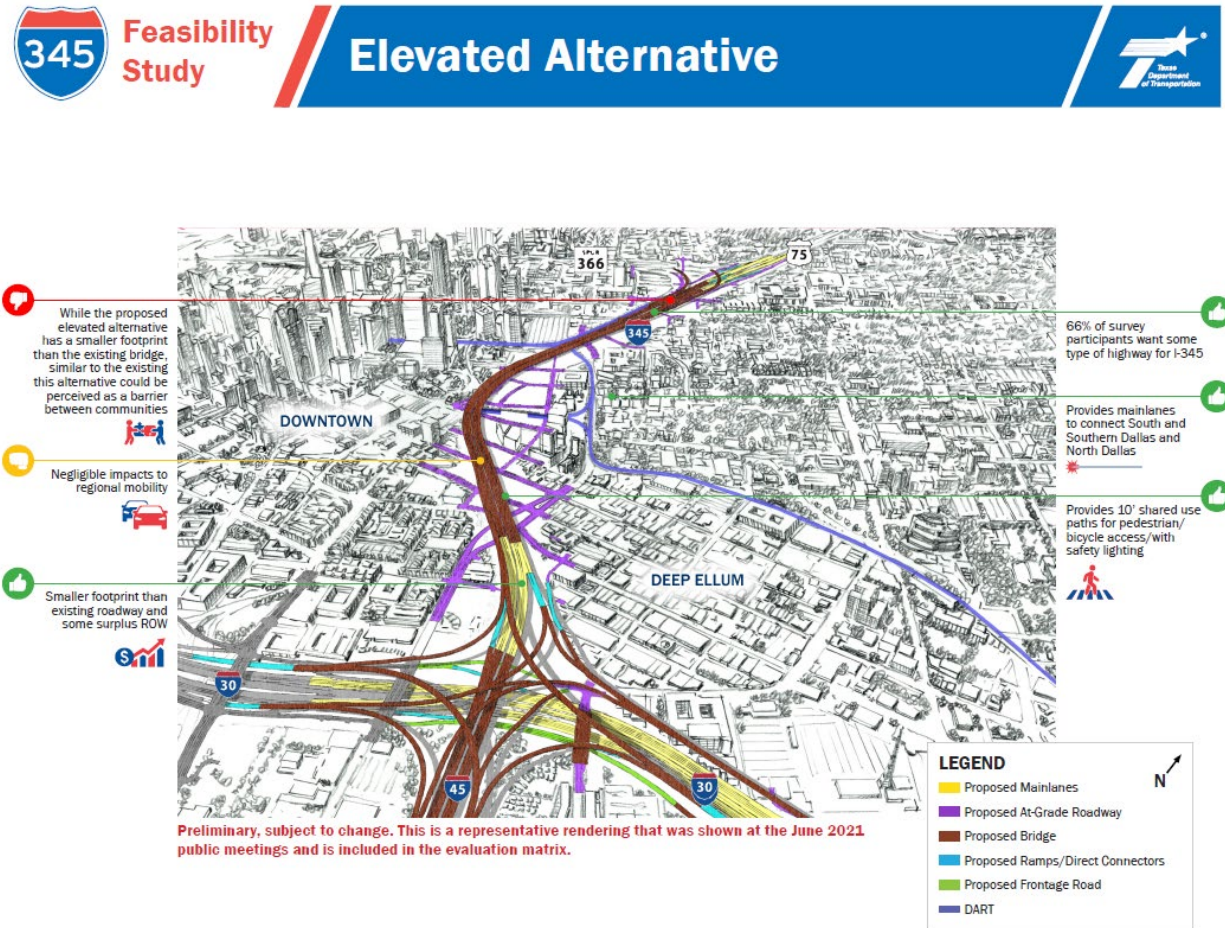 345
Feasibility
Study
Elevated Alternative
Texas
Department
of Transportation
While the proposed
elevated alternative
has a smaller footprint
than the existing bridge,
similar to the existing
this alternative could be
perceived as a barrier
between communities
Negligible impacts to
regional mobility
Smaller footprint than
existing roadway and
some surplus ROW
$
SPUR
366
75
345
DOWNTOWN
DEEP ELLUM
30
45
30
66% of survey
participants want some
type of highway for I-345
Provides mainlanes
to connect South and
Southern Dallas and
North Dallas
Provides 10' shared use
paths for pedestrian/
bicycle access/with
safety lighting
Preliminary, subject to change. This is a representative rendering that was shown at the June 2021
public meetings and is included in the evaluation matrix.
LEGEND
N
Proposed Mainlanes
Proposed At-Grade Roadway
Proposed Bridge
Proposed Ramps/Direct Connectors
Proposed Frontage Road
DART